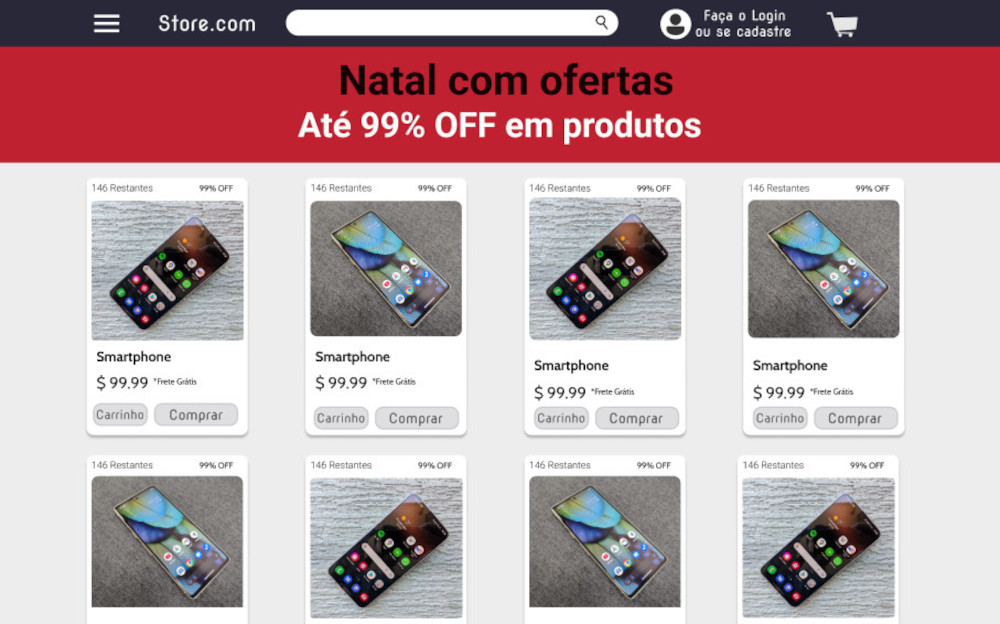 Store.com
Faça o Login
ou se cadastre
Natal com ofertas
Até 99% OFF em produtos
146 Restantes 99% OFF
146 Restantes 99% OFF
146 Restantes 99% OFF
146 Restantes 99% OFF
Smartphone
$ 99.99 *Frete Grátis
Carrinho Comprar
Smartphone
$ 99.99 *Frete Grátis
Carrinho Comprar
Smartphone
$ 99.99 *Frete Grátis
Carrinho Comprar
Smartphone
$ 99.99 *Frete Grátis
Carrinho Comprar
146 Restantes 99% OFF
146 Restantes 99% OFF
146 Restantes 99% OFF
146 Restantes 99% OFF